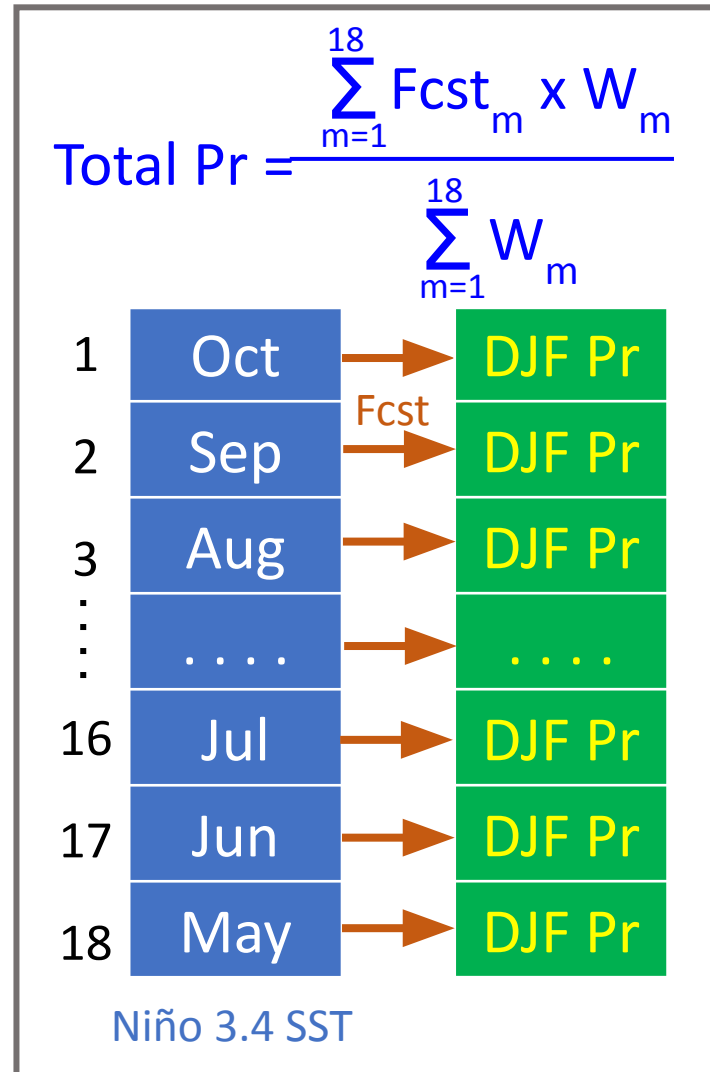 18
Σ Fcst_m x W_m
m=1
Total Pr =
18
Σ W_m
m=1
1 Oct DJF Pr
Fcst
2 Sep DJF Pr
3 Aug DJF Pr
⋮ . . . . . . . .
16 Jul DJF Pr
17 Jun DJF Pr
18 May DJF Pr
Niño 3.4 SST